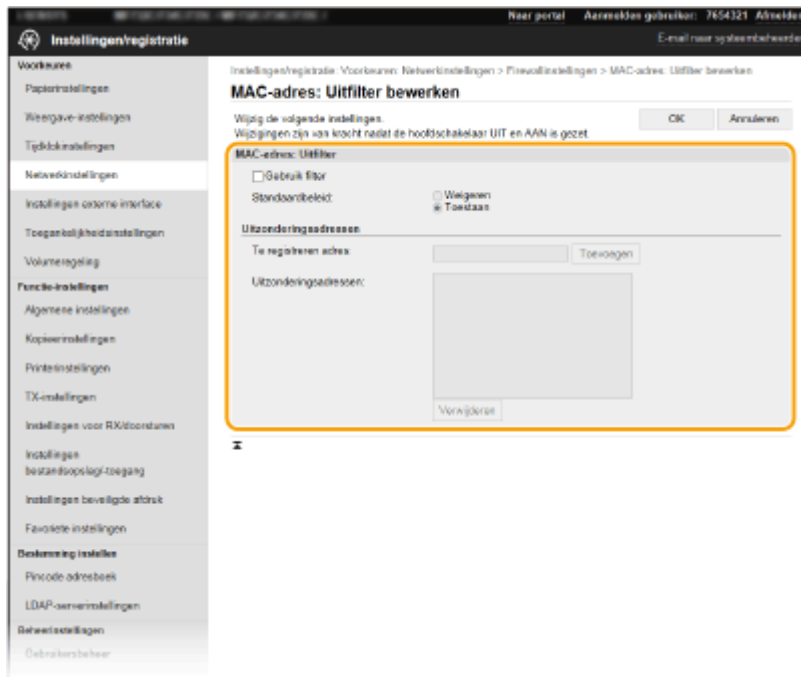 Naar portal Aanmelden gebruiker: 7654321 Afmelden
Instellingen/registratie
E-mail naar systeembeheerde
Voorkeuren
Papierinstellingen
Weergave-instellingen
Tijdklokinstellingen
Netwerkinstellingen
Instellingen externe interface
Toegankelijkheidsinstellingen
Volumeregeling
Functie-instellingen
Algemene instellingen
Kopieerinstellingen
Printerinstellingen
TX-instellingen
Instellingen voor RX/doorsturen
Instellingen
bestandsopslag/-toegang
Instellingen beveiligde afdruk
Favoriete instellingen
Bestemming instellen
Pincode adresboek
LDAP-serverinstellingen
Beheerinstellingen
Gebruikersbeheer
Instellingen/registratie: Voorkeuren: Netwerkinstellingen > Firewallinstellingen > MAC-adres: Uitfilter bewerken
MAC-adres: Uitfilter bewerken
Wijzig de volgende instellingen.
Wijzigingen zijn van kracht nadat de hoofdschakelaar UIT en AAN is gezet.
OK
Annuleren
MAC-adres: Uitfilter
Gebruik filter
Standaardbeleid:
Weigeren
Toestaan
Uitzonderingsadressen
Te registreren adres:
Toevoegen
Uitzonderingsadressen:
Verwijderen